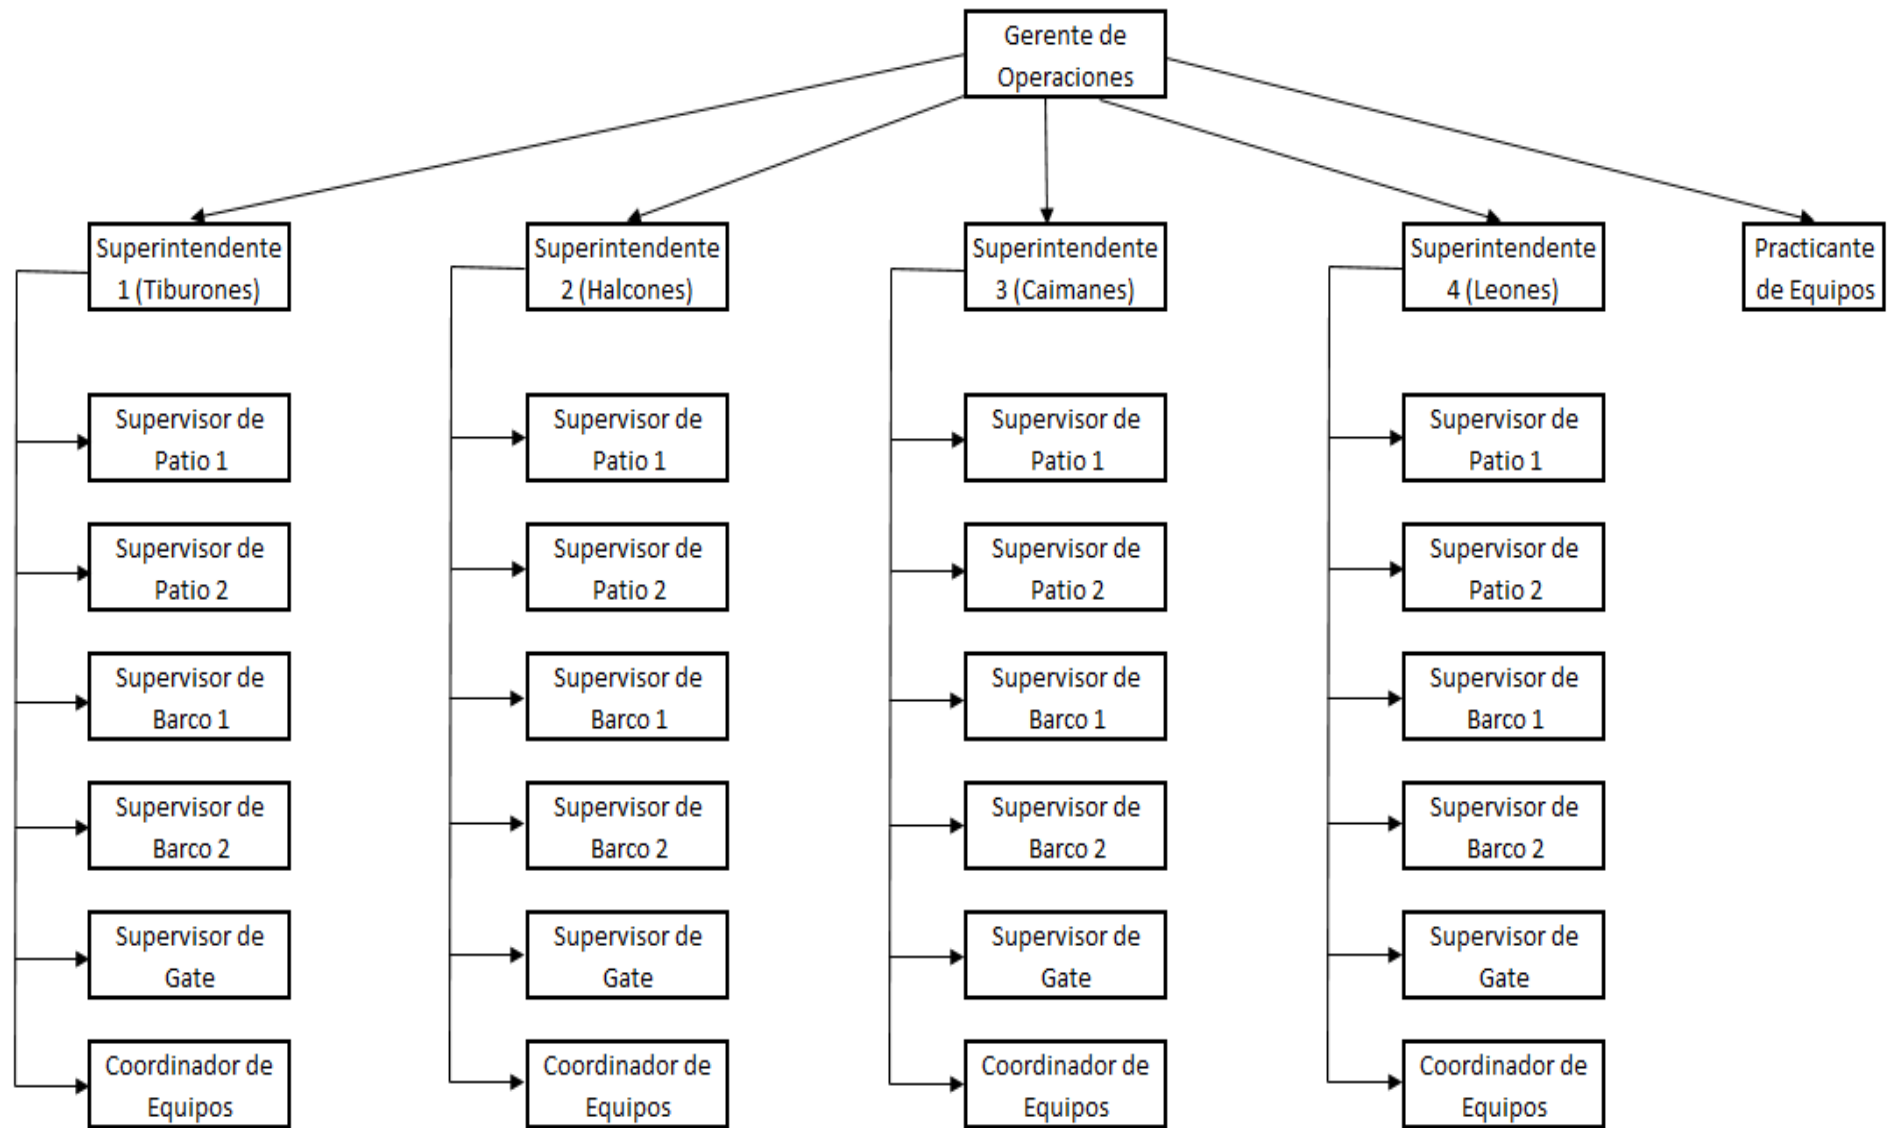 Gerente de
Operaciones
Superintendente
1 (Tiburones)
Superintendente
2 (Halcones)
Superintendente
3 (Caimanes)
Superintendente
4 (Leones)
Practicante
de Equipos
Supervisor de
Patio 1
Supervisor de
Patio 1
Supervisor de
Patio 1
Supervisor de
Patio 1
Supervisor de
Patio 2
Supervisor de
Patio 2
Supervisor de
Patio 2
Supervisor de
Patio 2
Supervisor de
Barco 1
Supervisor de
Barco 1
Supervisor de
Barco 1
Supervisor de
Barco 1
Supervisor de
Barco 2
Supervisor de
Barco 2
Supervisor de
Barco 2
Supervisor de
Barco 2
Supervisor de
Gate
Supervisor de
Gate
Supervisor de
Gate
Supervisor de
Gate
Coordinador de
Equipos
Coordinador de
Equipos
Coordinador de
Equipos
Coordinador de
Equipos